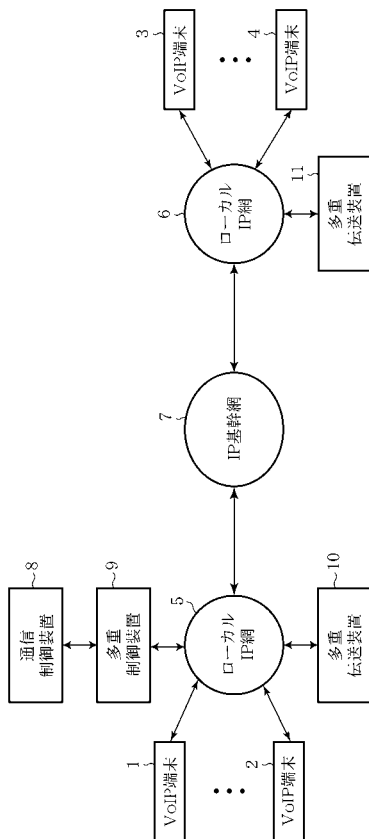 8
通信
制御装置
9
多重
制御装置
1
VoIP端末
2
VoIP端末
5
ローカル
IP網
10
多重
伝送装置
7
IP基幹網
6
ローカル
IP網
3
VoIP端末
4
VoIP端末
11
多重
伝送装置